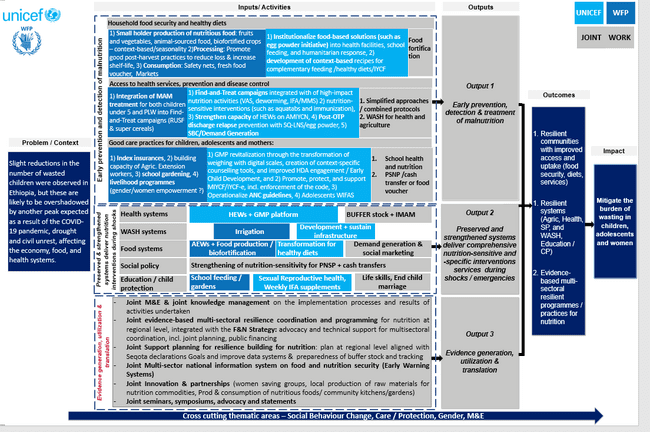 unicef
WFP
Inputs/ Activities
Outputs
UNICEF
WFP
JOINT WORK
Household food security and healthy diets
1) Small holder production of nutritious food: fruits
and vegetables, animal-sourced food, biofortified crops
– context-based/seasonality 2)Processing: Promote
good post-harvest practices to reduce loss & increase
shelf-life, 3) Consumption: Safety nets, fresh food
voucher, Markets
1) Institutionalize food-based solutions (such as
egg powder initiative) into health facilities, school
feeding, and humanitarian response, 2)
development of context-based recipes for
complementary feeding /healthy diets/IYCF
Food
fortifica
tion
Access to health services, prevention and disease control
1) Integration of MAM
treatment for both children
under 5 and PLW into Find-
and-Treat campaigns (RUSF
& super cereals)
1) Find-and-Treat campaigns integrated with of high-impact
nutrition activities (VAS, deworming, IFA/MMS) 2) nutrition-
sensitive interventions (such as aquatabs and immunization),
3) Strengthen capacity of HEWs on AMIYCN, 4) Post-OTP
discharge relapse prevention with SQ-LNS/egg powder, 5)
SBC/Demand Generation
1. Simplified approaches
/ combined protocols
2. WASH for health and
agriculture
Good care practices for children, adolescents and mothers:
1) Index insurances, 2) building
capacity of Agric. Extension
workers, 3) school gardening, 4)
livelihood programmes
(gender/women empowerment ?)
1) GMP revitalization through the transformation of
weighing with digital scales, creation of context-specific
counselling tools, and improved HDA engagement / Early
Child Development, and 2) Promote, protect, and support
MIYCF/IYCF-e, incl. enforcement of the code, 3)
Operationalize ANC guidelines, 4) Adolescents WIFAS
1. School health and
nutrition
2. PSNP /cash
transfer or food
voucher
Early prevention and detection of malnutrition
Output 1
Early prevention,
detection & treatment
of malnutrition
Problem / Context
Slight reductions in the
number of wasted
children were observed in
Ethiopia, but these are
likely to be overshadowed
by another peak expected
as a result of the COVID-
19 pandemic, drought
and civil unrest, affecting
the economy, food, and
health systems.
Preserved & strengthened
systems deliver nutrition
interventions during shocks
Health systems
HEWs + GMP platform
BUFFER stock + IMAM
WASH systems
Irrigation
Development + sustain
infrastructure
Food systems
AEWs + Food production /
biofortification
Transformation for
healthy diets
Demand generation &
social marketing
Social policy
Strengthening of nutrition-sensitivity for PNSP + cash transfers
Education / child
protection
School feeding /
gardens
Sexual Reproductive health,
Weekly IFA supplements
Life skills, End child
marriage
Output 2
Preserved and
strengthened systems
deliver comprehensive
nutrition-sensitive and
-specific interventions
services during
shocks / emergencies
Evidence generation, utilization &
translation
- Joint M&E & joint knowledge management on the implementation processes and results of
activities undertaken
- Joint evidence-based multi-sectoral resilience coordination and programming for nutrition at
regional level, integrated with the F&N Strategy: advocacy and technical support for multisectoral
coordination, incl. joint planning, public financing
- Joint Support planning for resilience building for nutrition: plan at regional level aligned with
Seqota declarations Goals and improve data systems & preparedness of buffer stock and tracking
- Joint Multi-sector national information system on food and nutrition security (Early Warning
Systems)
- Joint Innovation & partnerships (women saving groups, local production of raw materials for
nutrition commodities, Prod & consumption of nutritious foods/ community kitchens/gardens)
- Joint seminars, symposiums, advocacy and statements
Output 3
Evidence generation,
utilization &
translation
Outcomes
1. Resilient
communities with
improved access
and uptake (food
security, diets,
services)
1. Resilient
systems (Agric,
Health, SP, and
WASH,
Education /
CP)
2. Evidence-based
multi-sectoral
resilient
programmes /
practices for
nutrition
Impact
Mitigate the
burden of
wasting in
children,
adolescents
and women
Cross cutting thematic areas – Social Behaviour Change, Care / Protection, Gender, M&E